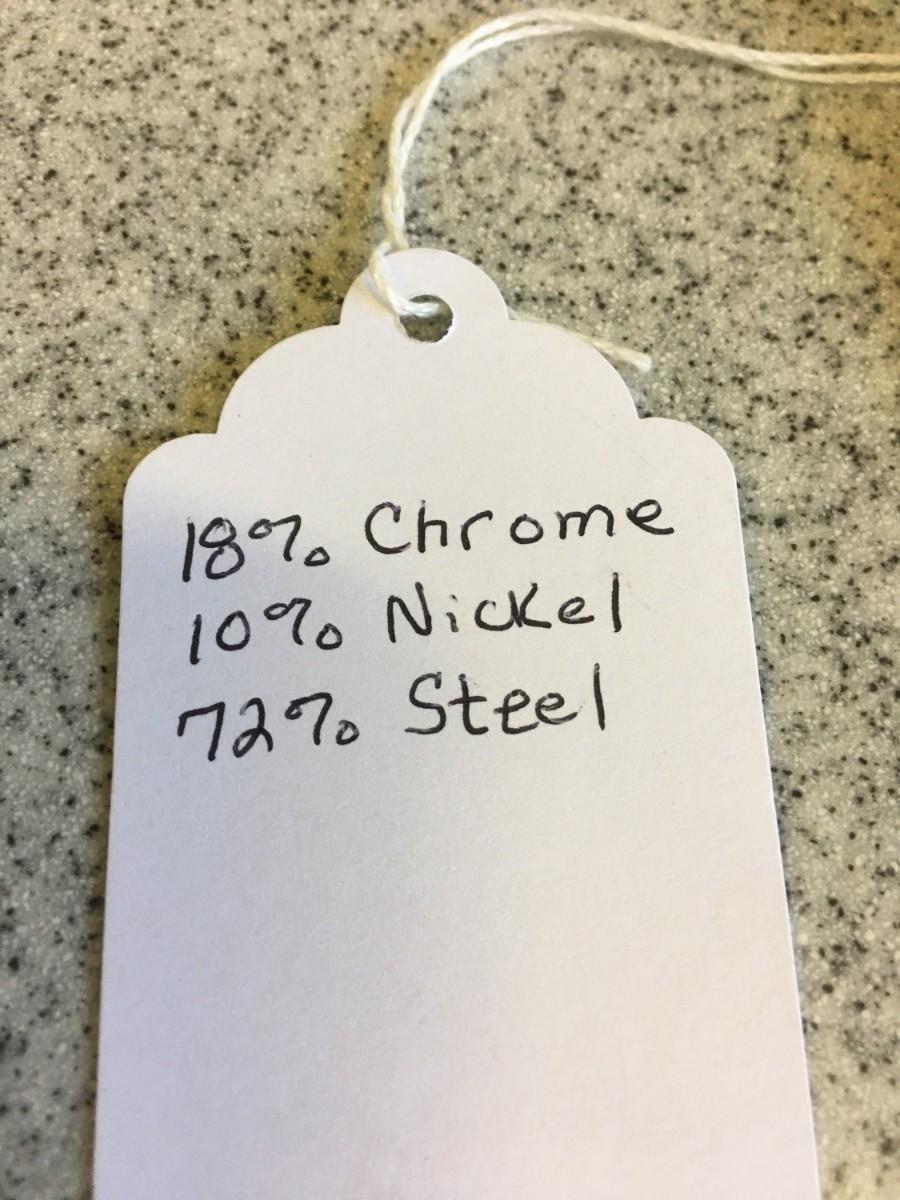 18% Chrome
10% Nickel
72% Steel